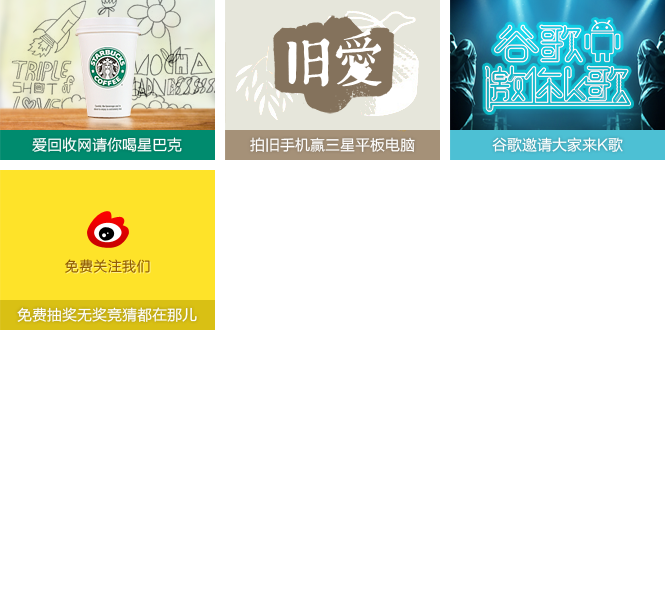 TRIPLE
SHOT of
LOVE
STARBUCKS
COFFEE
MOCHA
爱回收网请你喝星巴克
旧愛
拍旧手机赢三星平板电脑
谷歌
邀你K歌
谷歌邀请大家来K歌
免费关注我们
免费抽奖无奖竞猜都在那儿